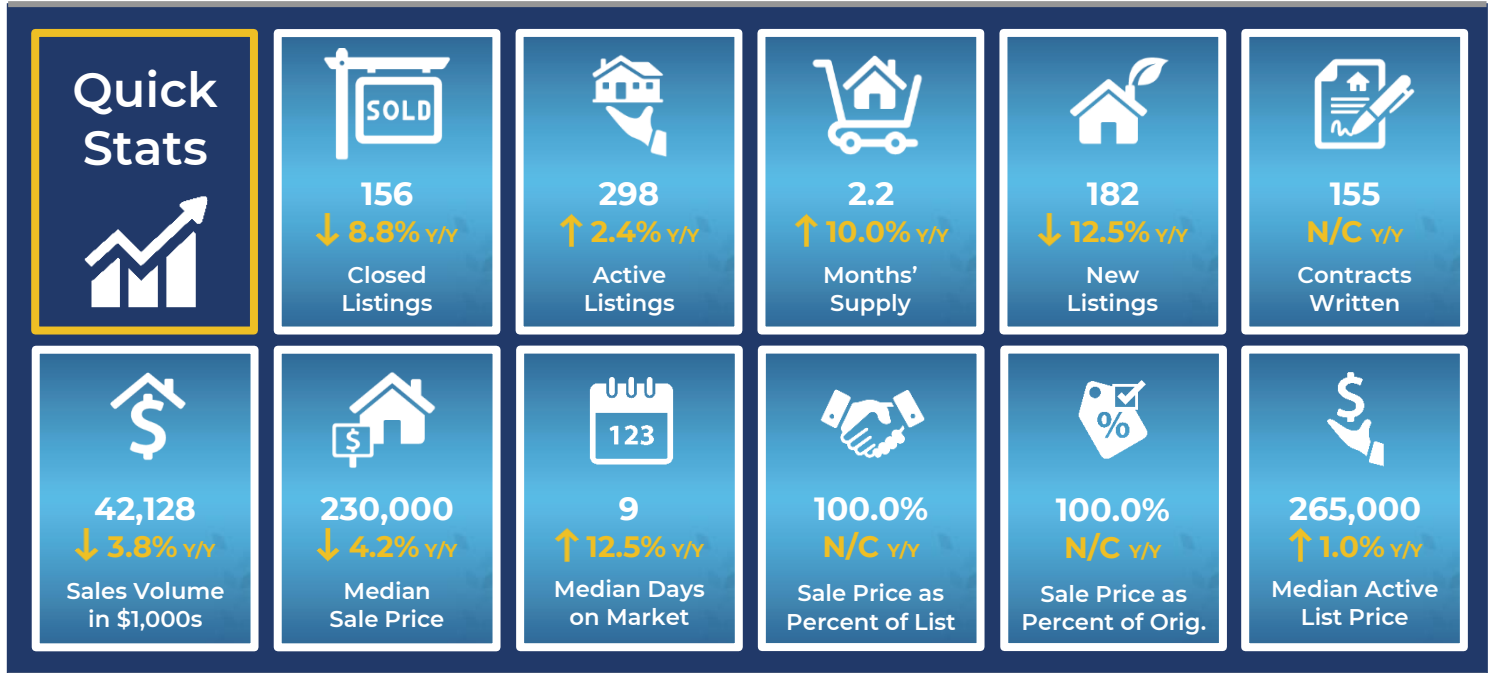 Quick
Stats
SOLD
156
↓ 8.8% Y/Y
Closed
Listings
298
↑ 2.4% Y/Y
Active
Listings
2.2
↑ 10.0% Y/Y
Months’
Supply
182
↓ 12.5% Y/Y
New
Listings
155
N/C Y/Y
Contracts
Written
$
42,128
↓ 3.8% Y/Y
Sales Volume
in $1,000s
$
230,000
↓ 4.2% Y/Y
Median
Sale Price
123
9
↑ 12.5% Y/Y
Median Days
on Market
100.0%
N/C Y/Y
Sale Price as
Percent of List
%
100.0%
N/C Y/Y
Sale Price as
Percent of Orig.
$
265,000
↑ 1.0% Y/Y
Median Active
List Price